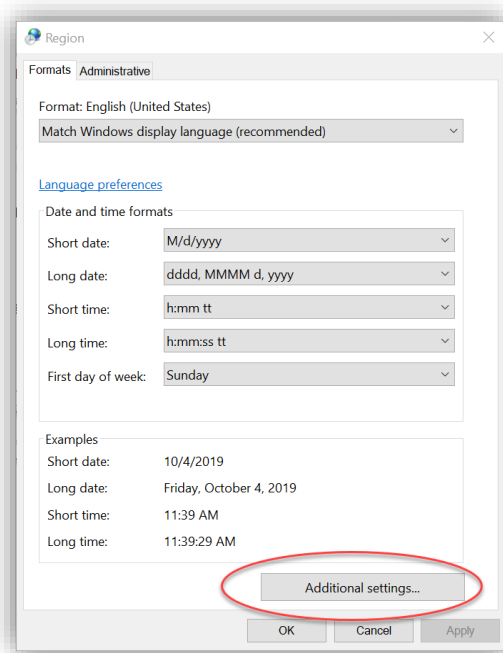 Region
Formats Administrative
Format: English (United States)
Match Windows display language (recommended)
Language preferences
Date and time formats
Short date: M/d/yyyy
Long date: dddd, MMMM d, yyyy
Short time: h:mm tt
Long time: h:mm:ss tt
First day of week: Sunday
Examples
Short date: 10/4/2019
Long date: Friday, October 4, 2019
Short time: 11:39 AM
Long time: 11:39:29 AM
Additional settings...
OK Cancel Apply